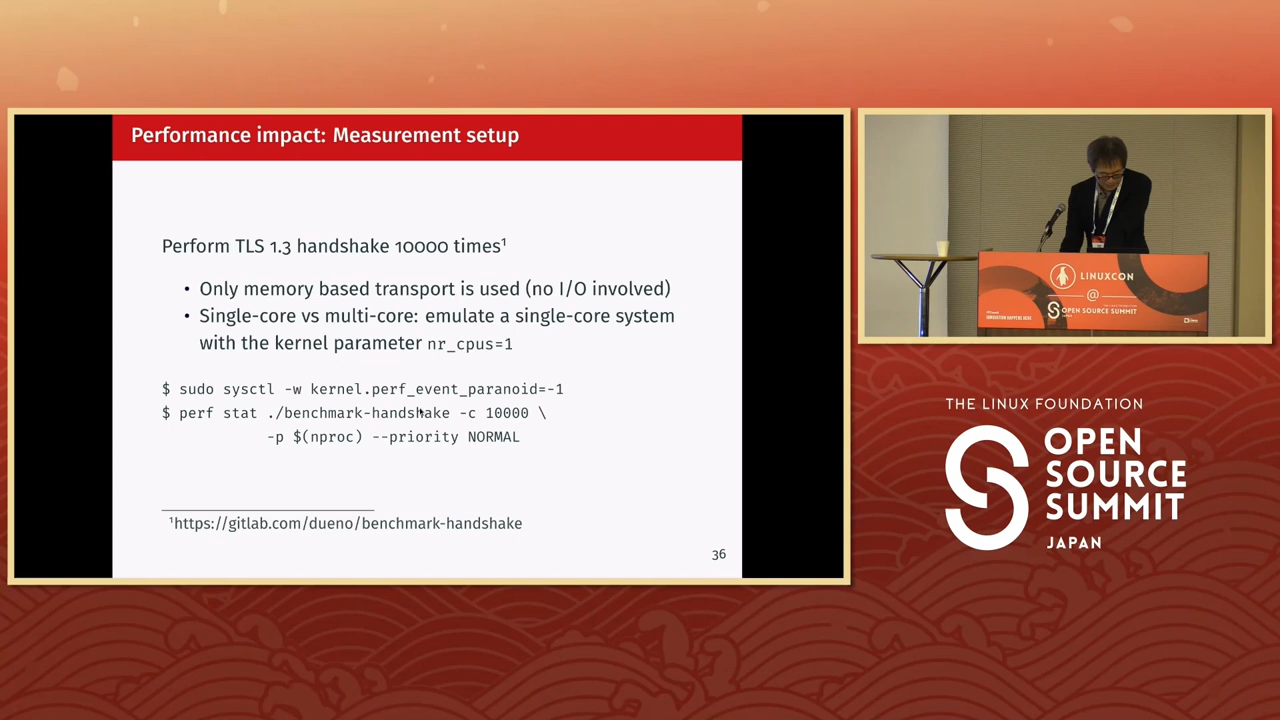 Performance impact: Measurement setup
Perform TLS 1.3 handshake 10000 times¹
• Only memory based transport is used (no I/O involved)
• Single-core vs multi-core: emulate a single-core system
with the kernel parameter nr_cpus=1
$ sudo sysctl -w kernel.perf_event_paranoid=-1
$ perf stat ./benchmark-handshake -c 10000 \
-p $(nproc) --priority NORMAL
¹https://gitlab.com/dueno/benchmark-handshake
36
LINUXCON
@
OPEN SOURCE SUMMIT
INNOVATION HAPPENS HERE
THE LINUX FOUNDATION
OPEN
SOURCE
SUMMIT
JAPAN